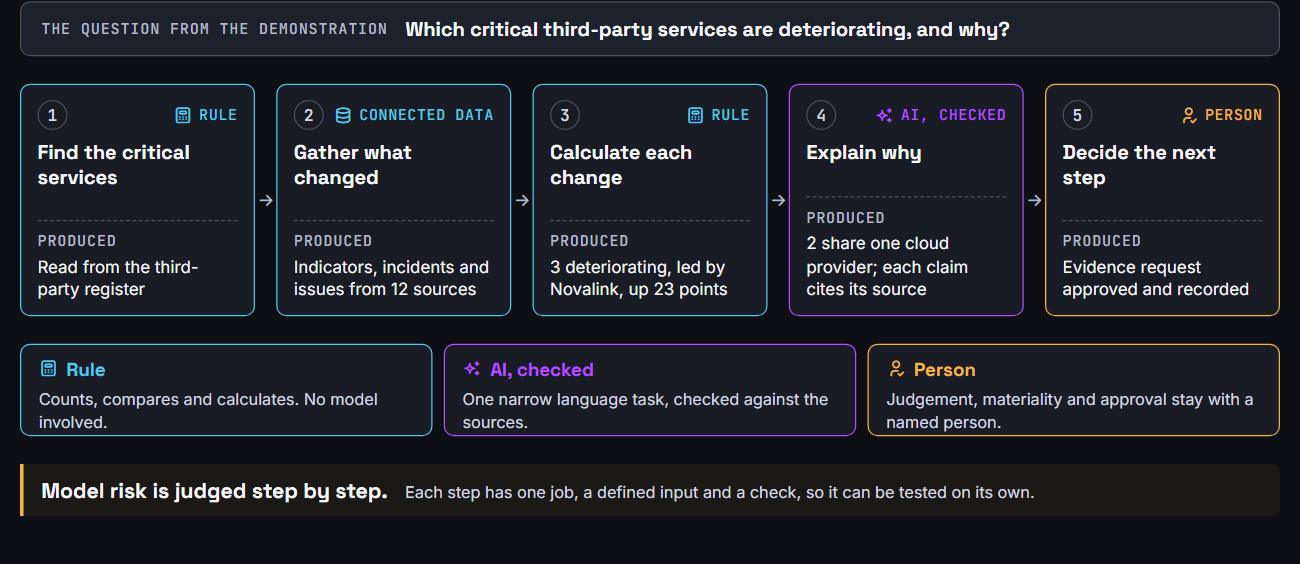 THE QUESTION FROM THE DEMONSTRATION Which critical third-party services are deteriorating, and why?
1 RULE
Find the critical
services
PRODUCED
Read from the third-
party register
2 CONNECTED DATA
Gather what
changed
PRODUCED
Indicators, incidents and
issues from 12 sources
3 RULE
Calculate each
change
PRODUCED
3 deteriorating, led by
Novalink, up 23 points
4 AI, CHECKED
Explain why
PRODUCED
2 share one cloud
provider; each claim
cites its source
5 PERSON
Decide the next
step
PRODUCED
Evidence request
approved and recorded
Rule
Counts, compares and calculates. No model
involved.
AI, checked
One narrow language task, checked against the
sources.
Person
Judgement, materiality and approval stay with a
named person.
Model risk is judged step by step. Each step has one job, a defined input and a check, so it can be tested on its own.